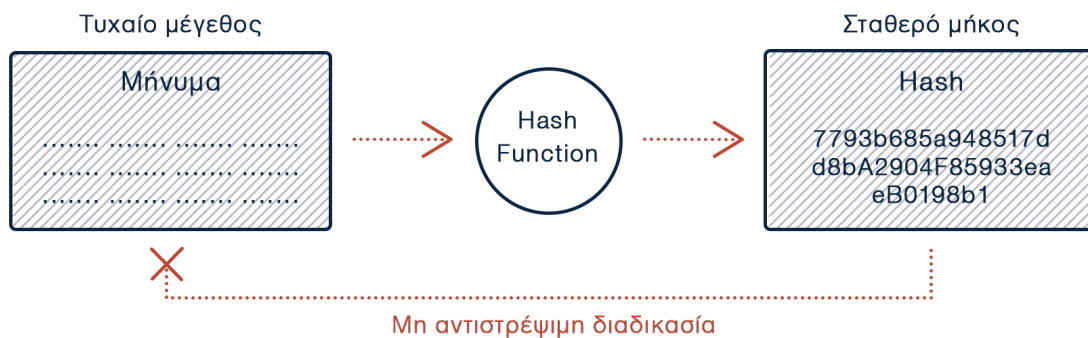 Τυχαίο μέγεθος
Σταθερό μήκος
Μήνυμα
....... ....... ....... .......
....... ....... ....... .......
....... ....... ....... .......
Hash
Function
Hash
7793b685a948517d
d8bA2904F85933ea
eB0198b1
Μη αντιστρέψιμη διαδικασία